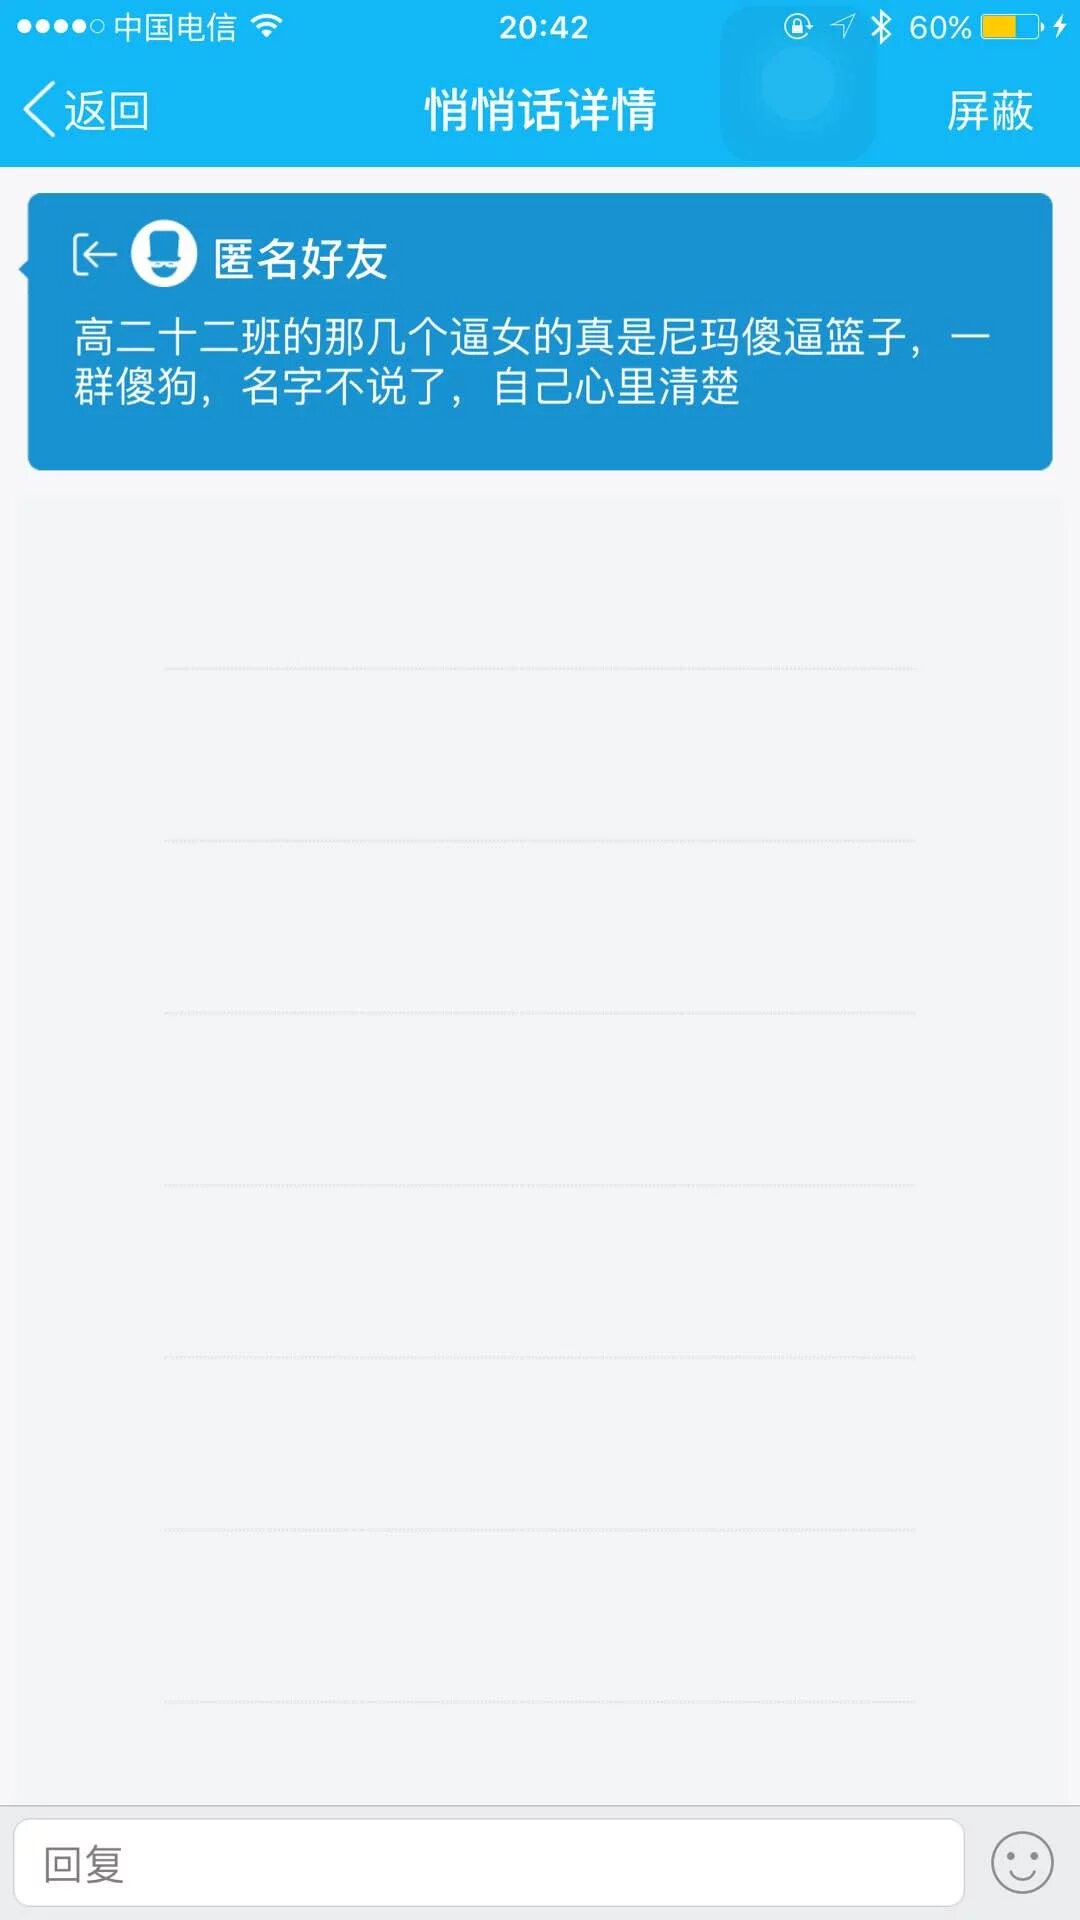 中国电信 20:42 60%
返回 悄悄话详情 屏蔽
匿名好友
高二十二班的那几个逼女的真是尼玛傻逼篮子，一
群傻狗，名字不说了，自己心里清楚
回复